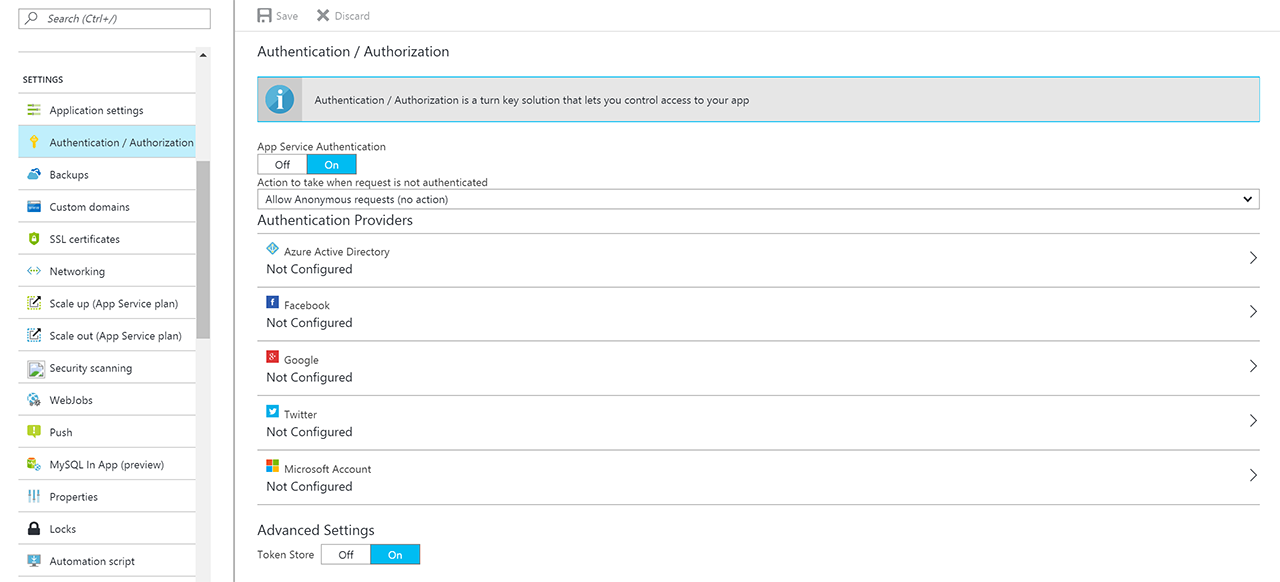 Search (Ctrl+/)
SETTINGS
Application settings
Authentication / Authorization
Backups
Custom domains
SSL certificates
Networking
Scale up (App Service plan)
Scale out (App Service plan)
Security scanning
WebJobs
Push
MySQL In App (preview)
Properties
Locks
Automation script
Save Discard
Authentication / Authorization
Authentication / Authorization is a turn key solution that lets you control access to your app
App Service Authentication
Off On
Action to take when request is not authenticated
Allow Anonymous requests (no action)
Authentication Providers
Azure Active Directory
Not Configured
Facebook
Not Configured
Google
Not Configured
Twitter
Not Configured
Microsoft Account
Not Configured
Advanced Settings
Token Store Off On